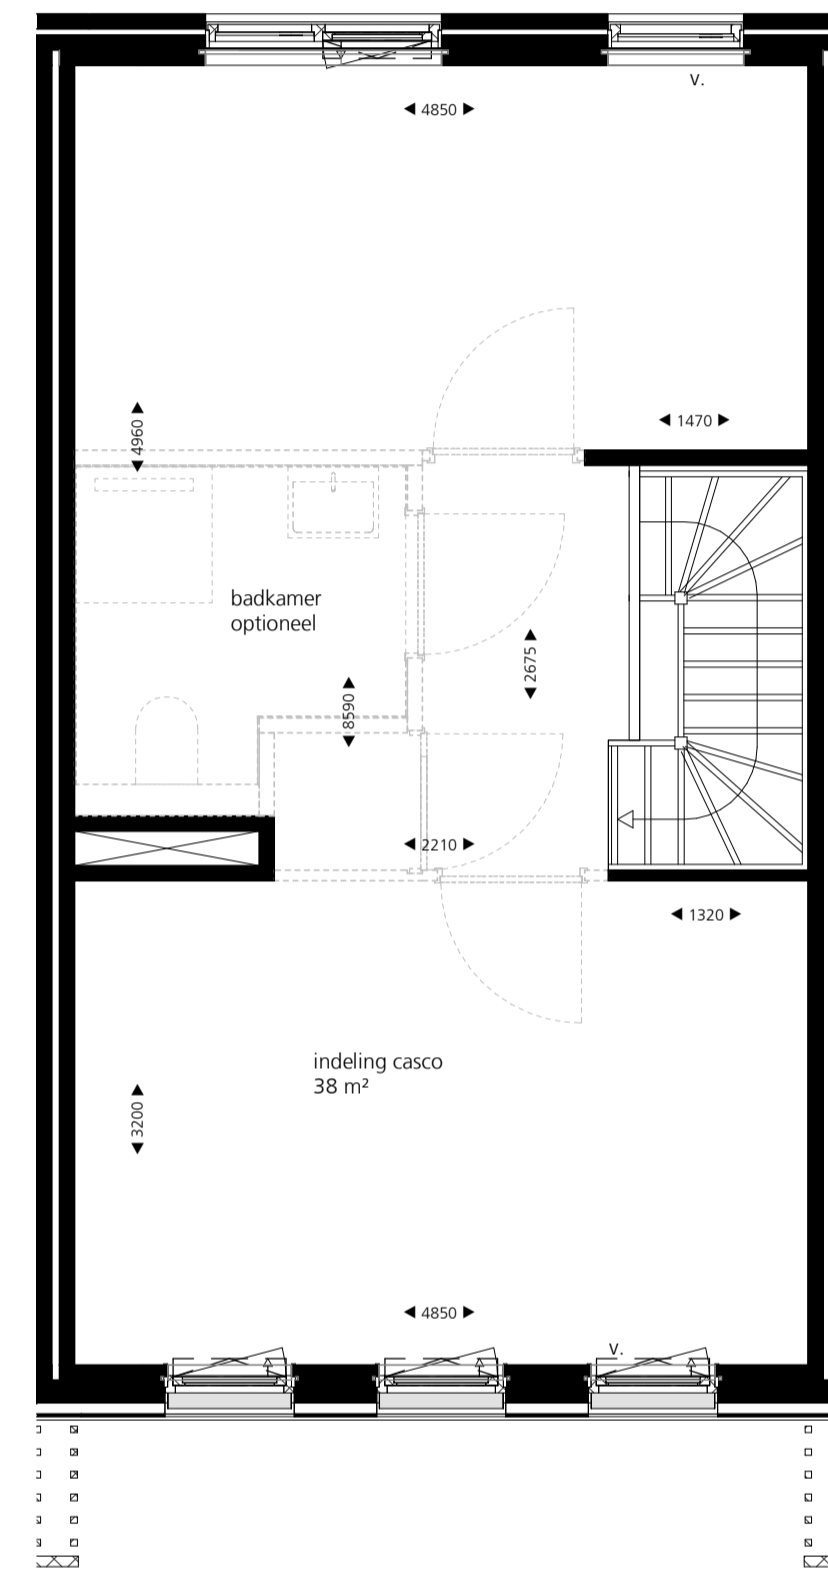 v.
4850
1470
4960
badkamer
optioneel
2675
8590
2210
1320
indeling casco
38 m²
3200
4850
v.